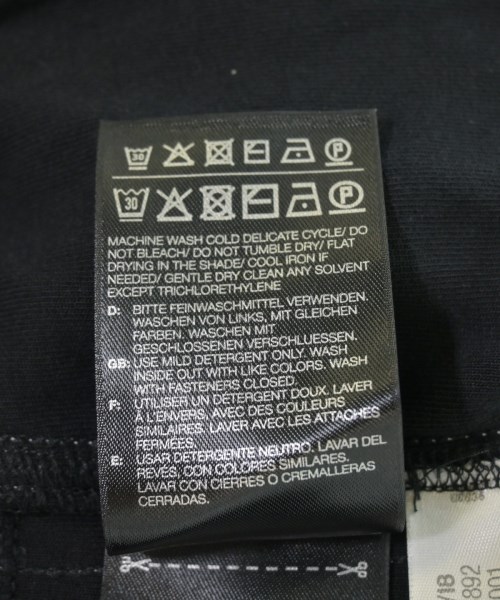 30 P
30 P
MACHINE WASH COLD DELICATE CYCLE/ DO
NOT BLEACH/ DO NOT TUMBLE DRY/ FLAT
DRYING IN THE SHADE/ COOL IRON IF
NEEDED/ GENTLE DRY CLEAN ANY SOLVENT
EXCEPT TRICHLORETHYLENE
D: BITTE FEINWASCHMITTEL VERWENDEN.
WASCHEN VON LINKS, MIT GLEICHEN
FARBEN. WASCHEN MIT
GESCHLOSSENEN VERSCHLUESSEN.
GB: USE MILD DETERGENT ONLY. WASH
INSIDE OUT WITH LIKE COLORS. WASH
WITH FASTENERS CLOSED.
F: UTILISER UN DÉTERGENT DOUX. LAVER
À L'ENVERS, AVEC DES COULEURS
SIMILAIRES. LAVER AVEC LES ATTACHES
FERMÉES.
E: USAR DETERGENTE NEUTRO. LAVAR DEL
REVÉS, CON COLORES SIMILARES.
LAVAR CON CIERRES O CREMALLERAS
CERRADAS.
892
001